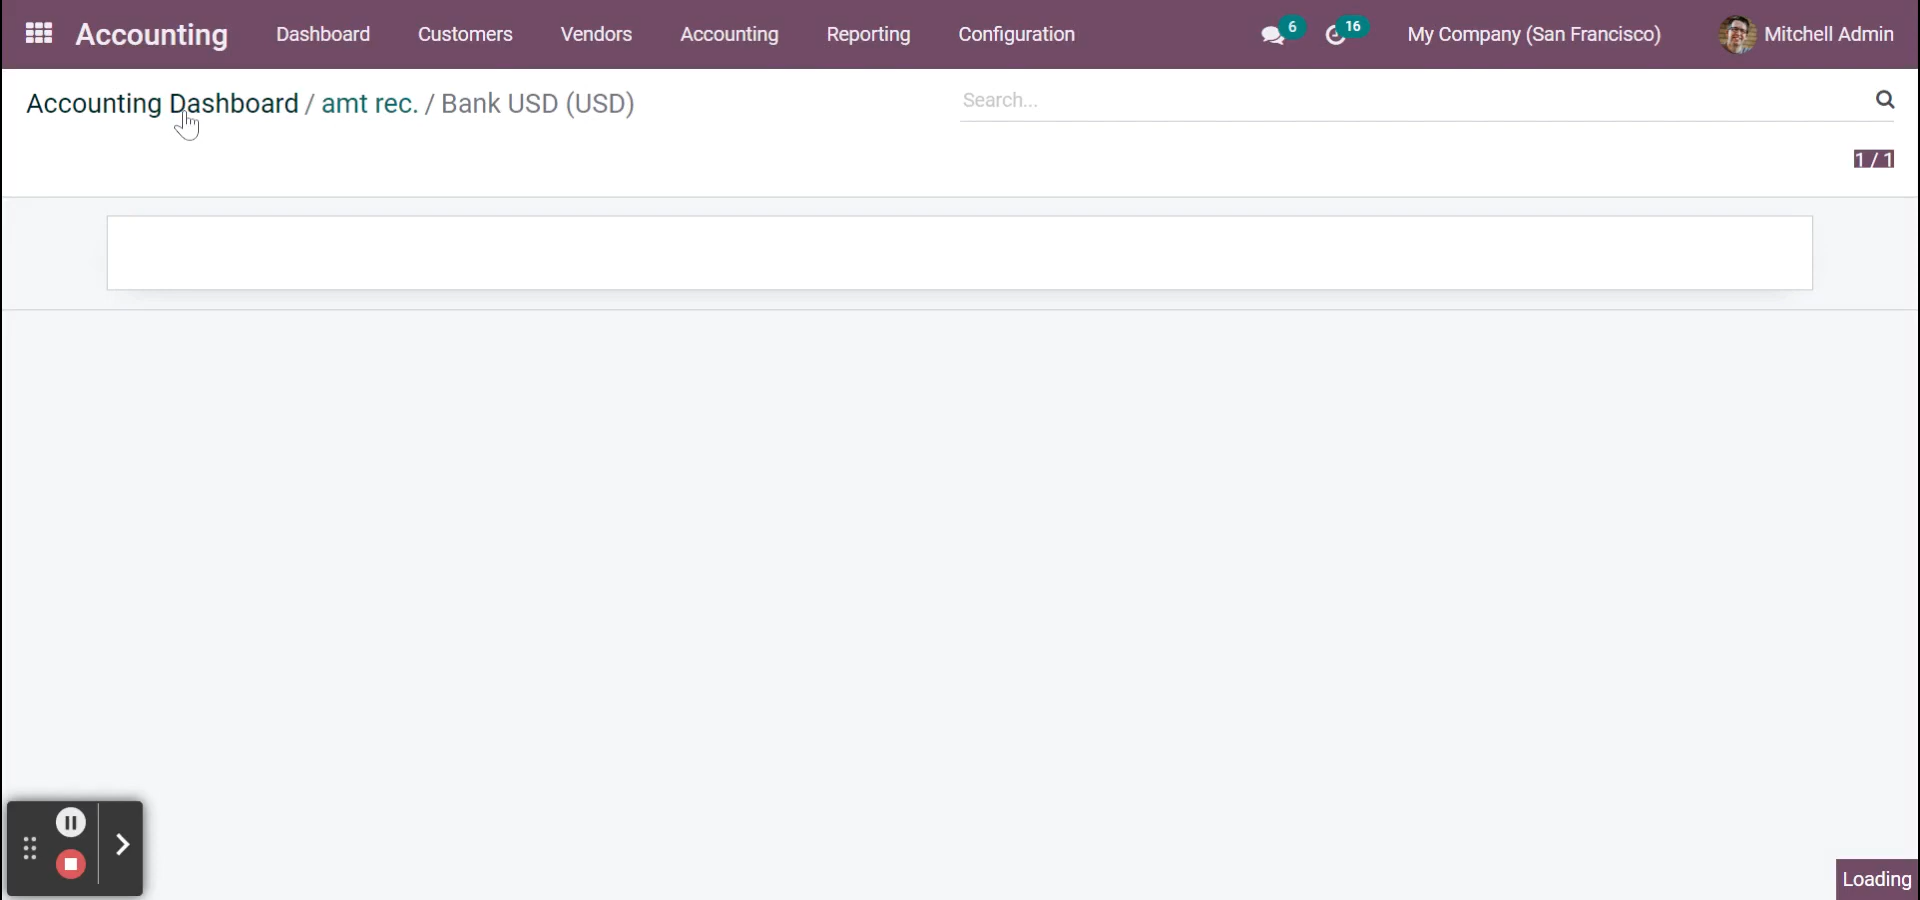 Accounting Dashboard Customers Vendors Accounting Reporting Configuration 6 16 My Company (San Francisco) Mitchell Admin
Accounting Dashboard / amt rec. / Bank USD (USD) Search...
1 / 1
Loading